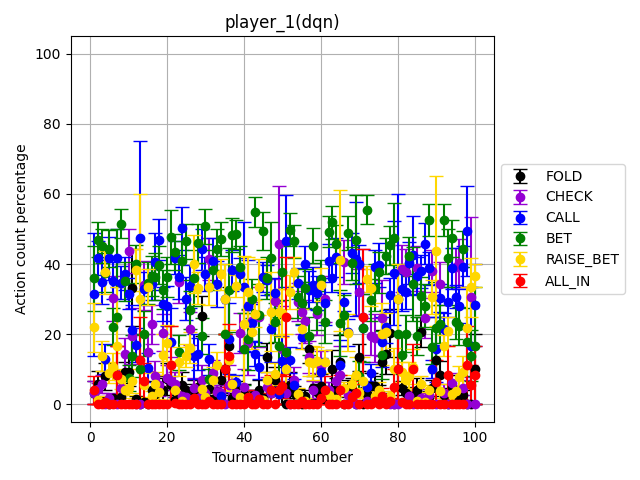 player_1(dqn)
Action count percentage
100
80
60
40
20
0
0
20
40
60
80
100
Tournament number
FOLD
CHECK
CALL
BET
RAISE_BET
ALL_IN